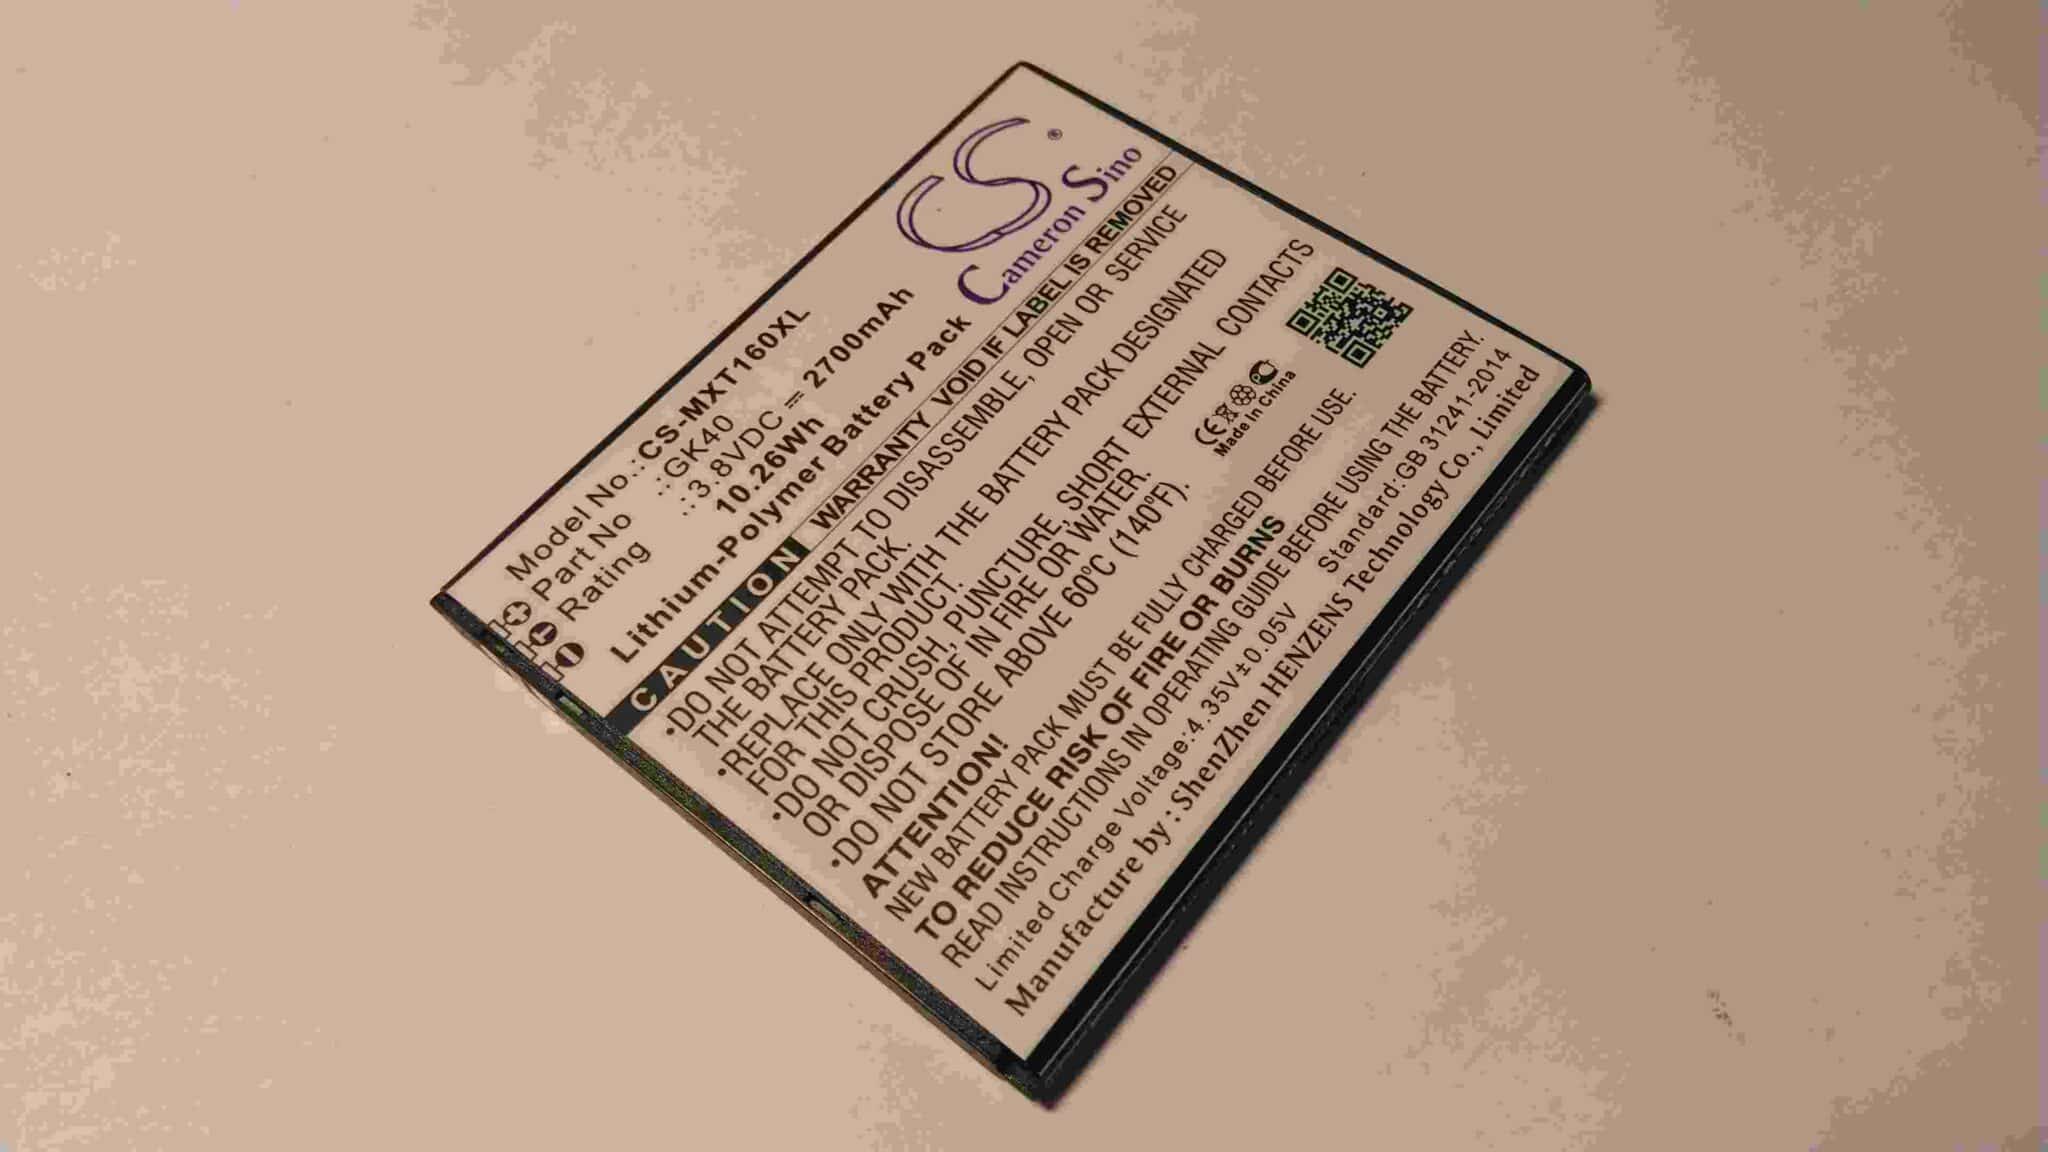 CS ®
Cameron Sino
Model No.:CS-MXT160XL
Part No .:GK40
Rating .:3.8VDC⎓2700mAh
10.26Wh
Lithium-Polymer Battery Pack
CAUTION WARRANTY VOID IF LABEL IS REMOVED
•DO NOT ATTEMPT TO DISASSEMBLE, OPEN OR SERVICE
THE BATTERY PACK.
•REPLACE ONLY WITH THE BATTERY PACK DESIGNATED
FOR THIS PRODUCT.
•DO NOT CRUSH, PUNCTURE, SHORT EXTERNAL CONTACTS
OR DISPOSE OF IN FIRE OR WATER.
•DO NOT STORE ABOVE 60°C (140°F).
CE
Made In China
ATTENTION!
NEW BATTERY PACK MUST BE FULLY CHARGED BEFORE USE.
TO REDUCE RISK OF FIRE OR BURNS
READ INSTRUCTIONS IN OPERATING GUIDE BEFORE USING THE BATTERY.
Limited Charge Voltage:4.35V±0.05V Standard:GB 31241-2014
Manufacture by : ShenZhen HENZENS Technology Co., Limited